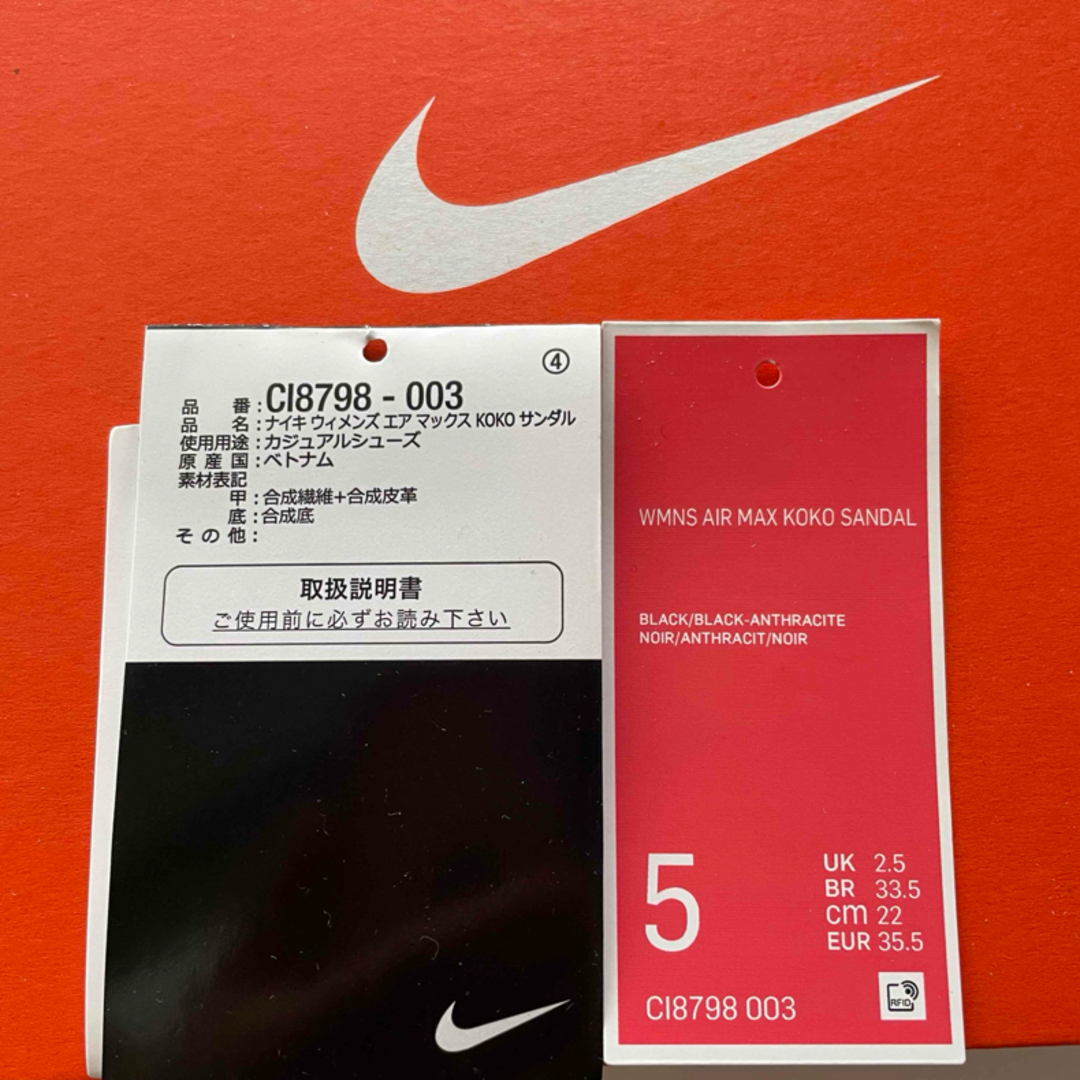 ④
品 番:CI8798 - 003
品 名:ナイキ ウィメンズ エア マックス KOKO サンダル
使用用途:カジュアルシューズ
原 産 国:ベトナム
素材表記
甲:合成繊維+合成皮革
底:合成底
そ の 他:
取扱説明書
ご使用前に必ずお読み下さい
WMNS AIR MAX KOKO SANDAL
BLACK/BLACK-ANTHRACITE
NOIR/ANTHRACIT/NOIR
5
UK 2.5
BR 33.5
cm 22
EUR 35.5
CI8798 003
RFID